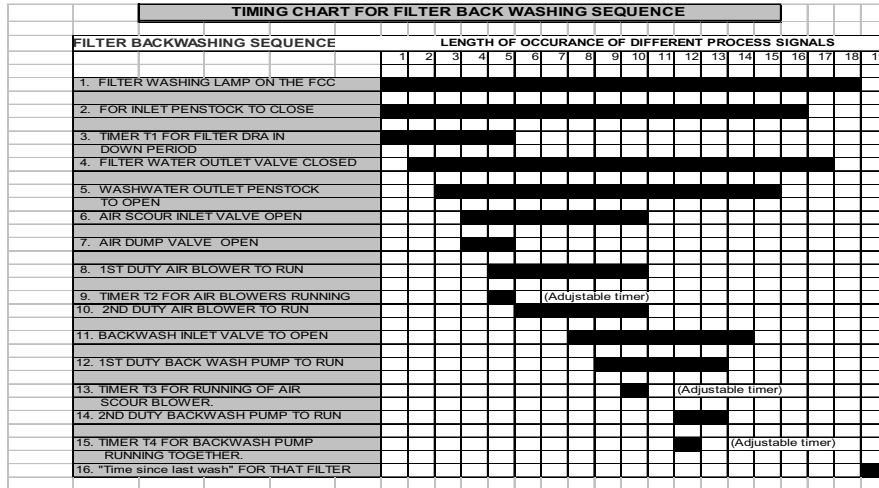 TIMING CHART FOR FILTER BACK WASHING SEQUENCE
FILTER BACKWASHING SEQUENCE
LENGTH OF OCCURANCE OF DIFFERENT PROCESS SIGNALS
1 2 3 4 5 6 7 8 9 10 11 12 13 14 15 16 17 18
1. FILTER WASHING LAMP ON THE FCC
2. FOR INLET PENSTOCK TO CLOSE
3. TIMER T1 FOR FILTER DRA IN
DOWN PERIOD
4. FILTER WATER OUTLET VALVE CLOSED
5. WASHWATER OUTLET PENSTOCK
TO OPEN
6. AIR SCOUR INLET VALVE OPEN
7. AIR DUMP VALVE OPEN
8. 1ST DUTY AIR BLOWER TO RUN
9. TIMER T2 FOR AIR BLOWERS RUNNING (Adujstable timer)
10. 2ND DUTY AIR BLOWER TO RUN
11. BACKWASH INLET VALVE TO OPEN
12. 1ST DUTY BACK WASH PUMP TO RUN
13. TIMER T3 FOR RUNNING OF AIR (Adjustable timer)
SCOUR BLOWER.
14. 2ND DUTY BACKWASH PUMP TO RUN
15. TIMER T4 FOR BACKWASH PUMP (Adjustable timer)
RUNNING TOGETHER.
16. "Time since last wash" FOR THAT FILTER